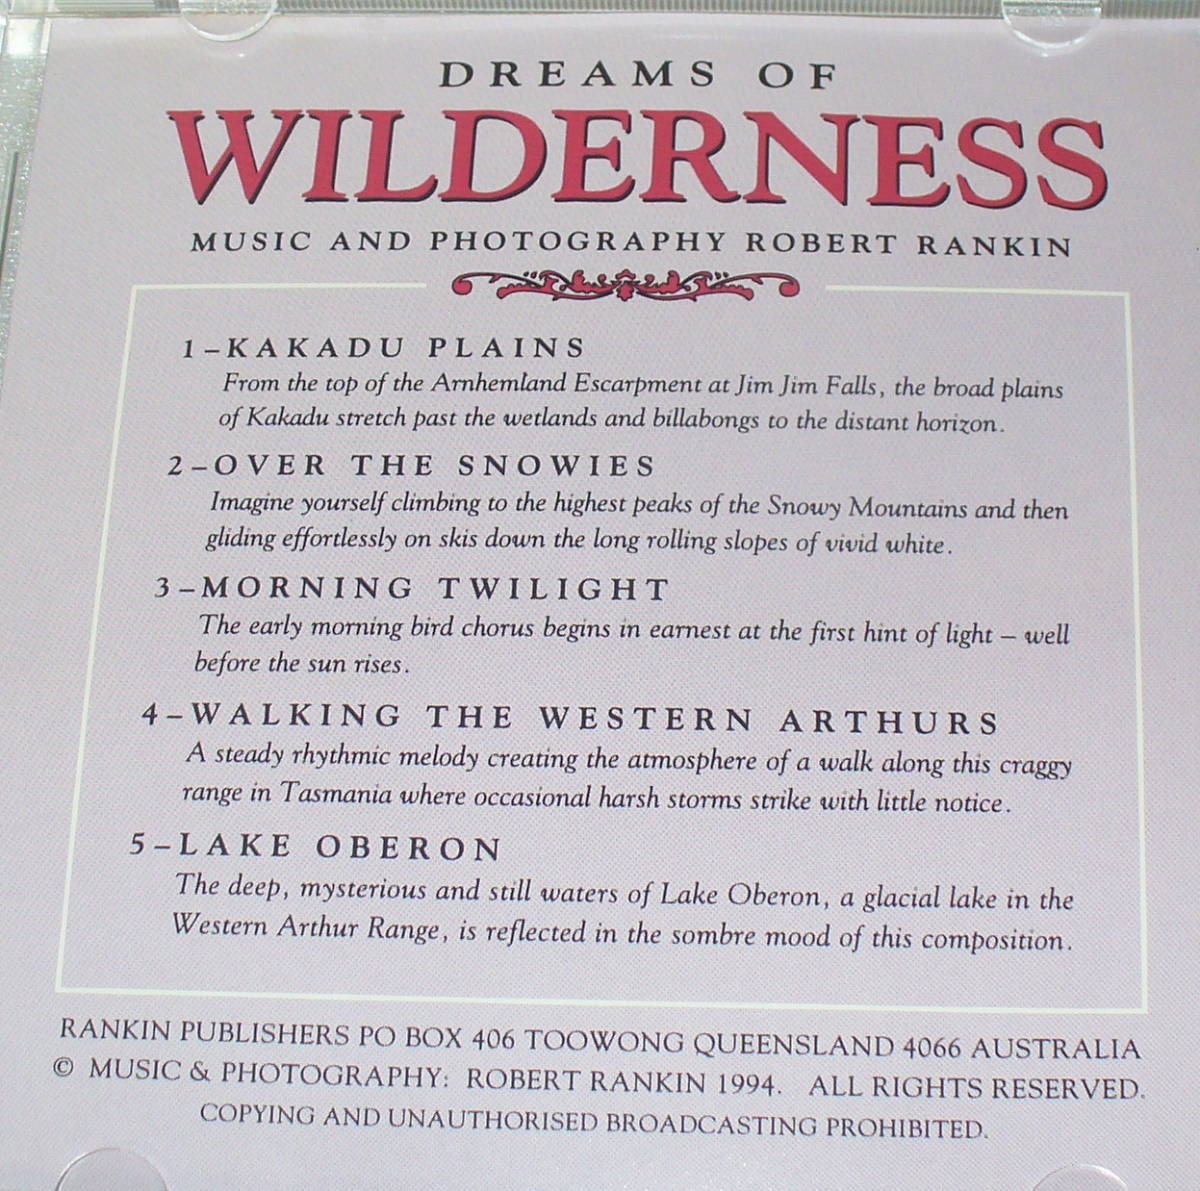 DREAMS OF
WILDERNESS
MUSIC AND PHOTOGRAPHY ROBERT RANKIN
1 – KAKADU PLAINS
From the top of the Arnhemland Escarpment at Jim Jim Falls, the broad plains
of Kakadu stretch past the wetlands and billabongs to the distant horizon.
2 – OVER THE SNOWIES
Imagine yourself climbing to the highest peaks of the Snowy Mountains and then
gliding effortlessly on skis down the long rolling slopes of vivid white.
3 – MORNING TWILIGHT
The early morning bird chorus begins in earnest at the first hint of light – well
before the sun rises.
4 – WALKING THE WESTERN ARTHURS
A steady rhythmic melody creating the atmosphere of a walk along this craggy
range in Tasmania where occasional harsh storms strike with little notice.
5 – LAKE OBERON
The deep, mysterious and still waters of Lake Oberon, a glacial lake in the
Western Arthur Range, is reflected in the sombre mood of this composition.
RANKIN PUBLISHERS PO BOX 406 TOOWONG QUEENSLAND 4066 AUSTRALIA
© MUSIC & PHOTOGRAPHY: ROBERT RANKIN 1994. ALL RIGHTS RESERVED.
COPYING AND UNAUTHORISED BROADCASTING PROHIBITED.